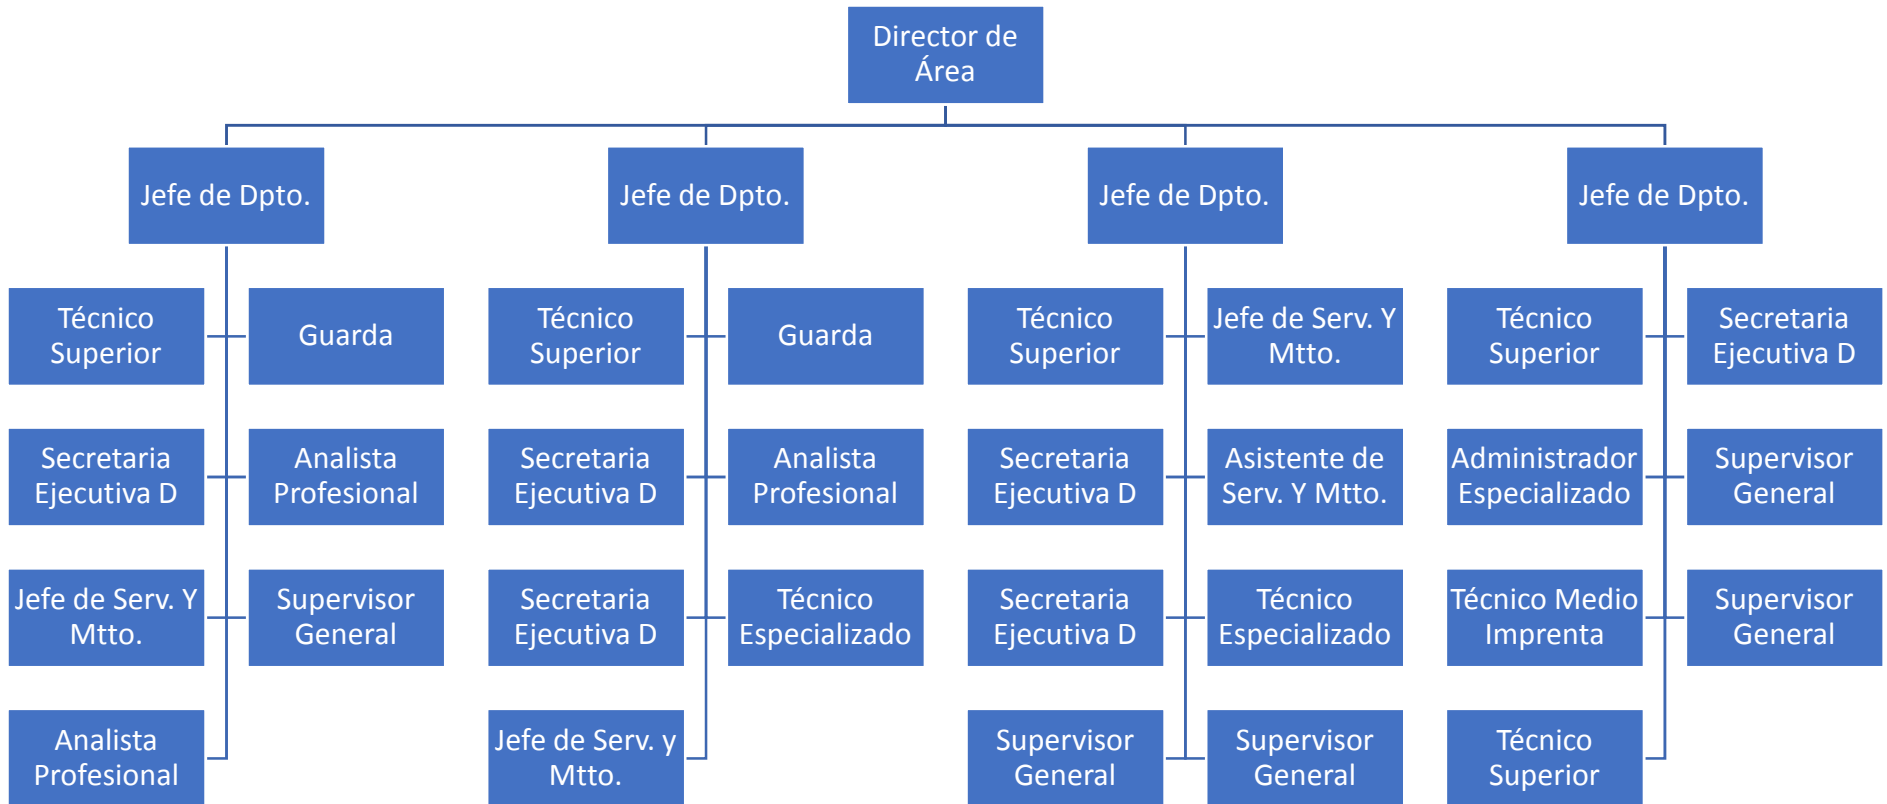 Director de
Área
Jefe de Dpto.
Jefe de Dpto.
Jefe de Dpto.
Jefe de Dpto.
Técnico
Superior
Guarda
Técnico
Superior
Guarda
Técnico
Superior
Jefe de Serv. Y
Mtto.
Técnico
Superior
Secretaria
Ejecutiva D
Secretaria
Ejecutiva D
Analista
Profesional
Secretaria
Ejecutiva D
Analista
Profesional
Secretaria
Ejecutiva D
Asistente de
Serv. Y Mtto.
Administrador
Especializado
Supervisor
General
Jefe de Serv. Y
Mtto.
Supervisor
General
Secretaria
Ejecutiva D
Técnico
Especializado
Secretaria
Ejecutiva D
Técnico
Especializado
Técnico Medio
Imprenta
Supervisor
General
Analista
Profesional
Jefe de Serv. y
Mtto.
Supervisor
General
Supervisor
General
Técnico
Superior